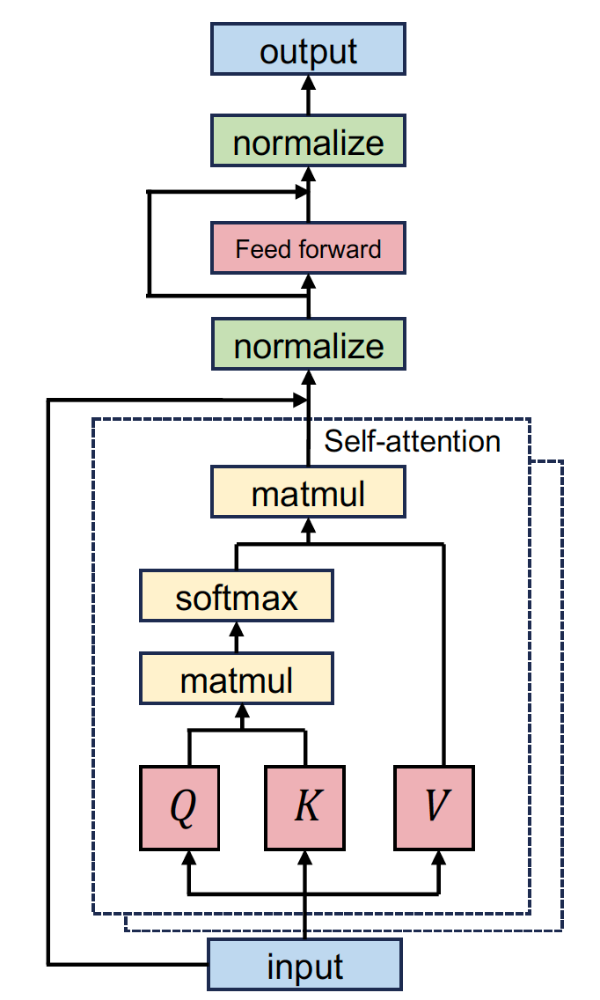 output
normalize
Feed forward
normalize
Self-attention
matmul
softmax
matmul
Q K V
input